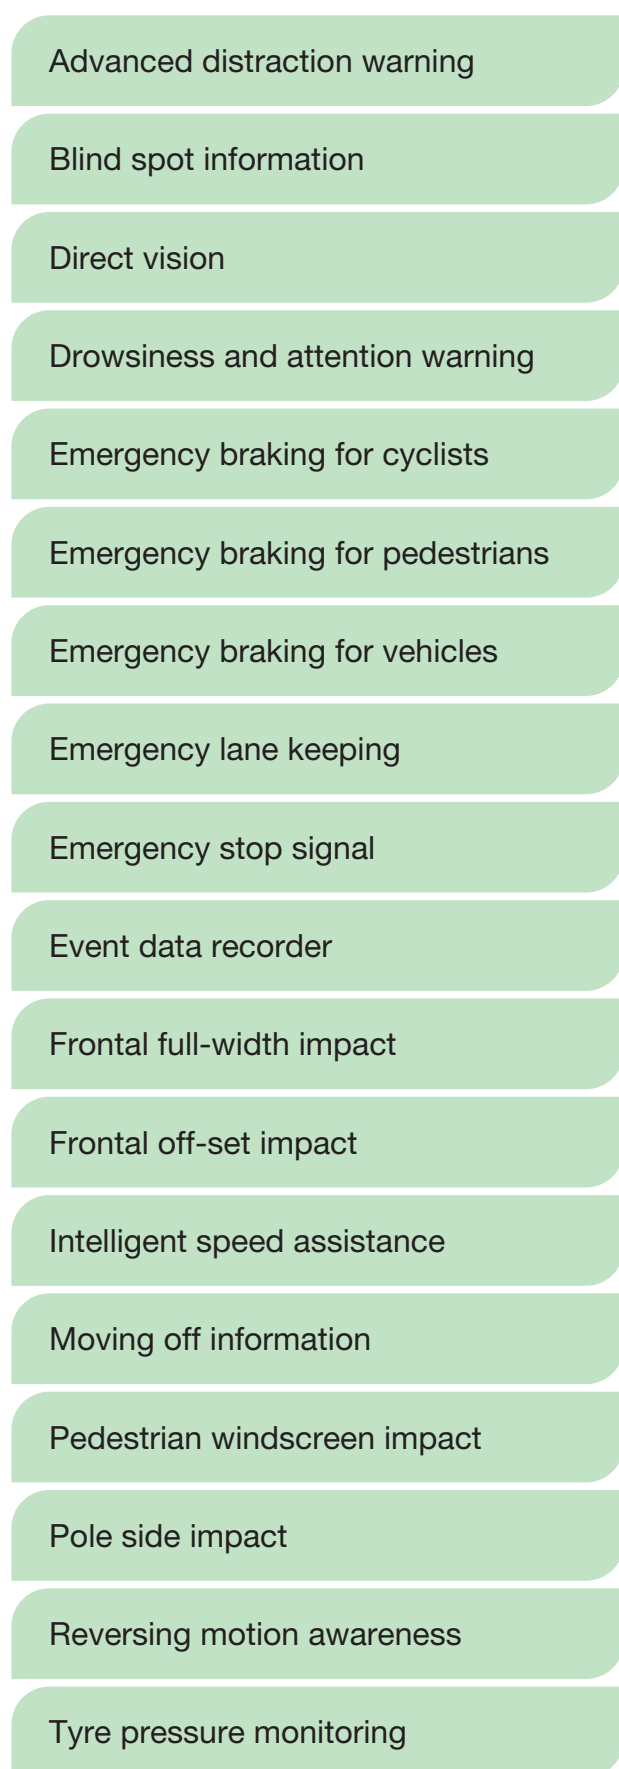 Advanced distraction warning
Blind spot information
Direct vision
Drowsiness and attention warning
Emergency braking for cyclists
Emergency braking for pedestrians
Emergency braking for vehicles
Emergency lane keeping
Emergency stop signal
Event data recorder
Frontal full-width impact
Frontal off-set impact
Intelligent speed assistance
Moving off information
Pedestrian windscreen impact
Pole side impact
Reversing motion awareness
Tyre pressure monitoring